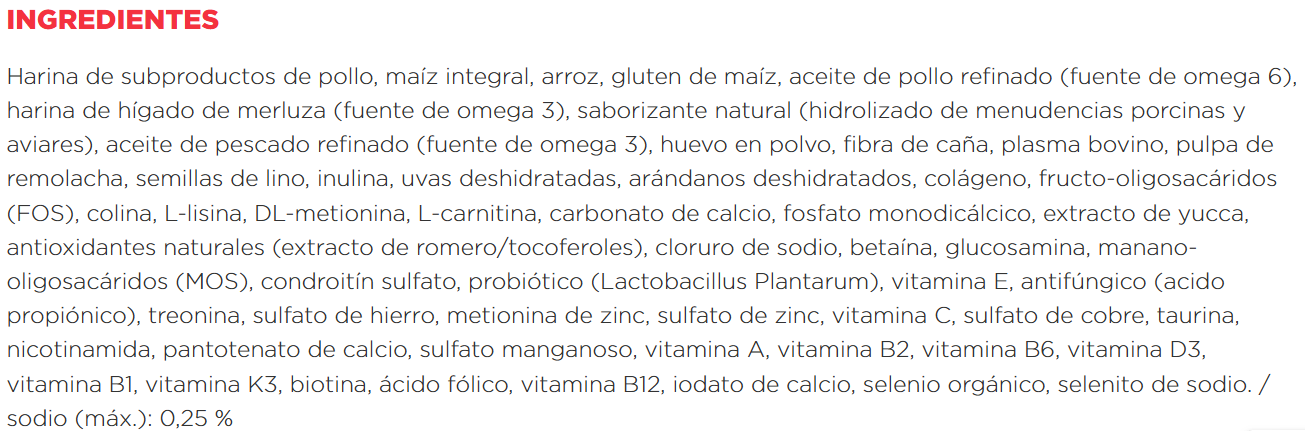 INGREDIENTES
Harina de subproductos de pollo, maíz integral, arroz, gluten de maíz, aceite de pollo refinado (fuente de omega 6),
harina de hígado de merluza (fuente de omega 3), saborizante natural (hidrolizado de menudencias porcinas y
aviares), aceite de pescado refinado (fuente de omega 3), huevo en polvo, fibra de caña, plasma bovino, pulpa de
remolacha, semillas de lino, inulina, uvas deshidratadas, arándanos deshidratados, colágeno, fructo-oligosacáridos
(FOS), colina, L-lisina, DL-metionina, L-carnitina, carbonato de calcio, fosfato monodicálcico, extracto de yucca,
antioxidantes naturales (extracto de romero/tocoferoles), cloruro de sodio, betaína, glucosamina, manano-
oligosacáridos (MOS), condroitín sulfato, probiótico (Lactobacillus Plantarum), vitamina E, antifúngico (acido
propiónico), treonina, sulfato de hierro, metionina de zinc, sulfato de zinc, vitamina C, sulfato de cobre, taurina,
nicotinamida, pantotenato de calcio, sulfato manganoso, vitamina A, vitamina B2, vitamina B6, vitamina D3,
vitamina B1, vitamina K3, biotina, ácido fólico, vitamina B12, iodato de calcio, selenio orgánico, selenito de sodio. /
sodio (máx.): 0,25 %